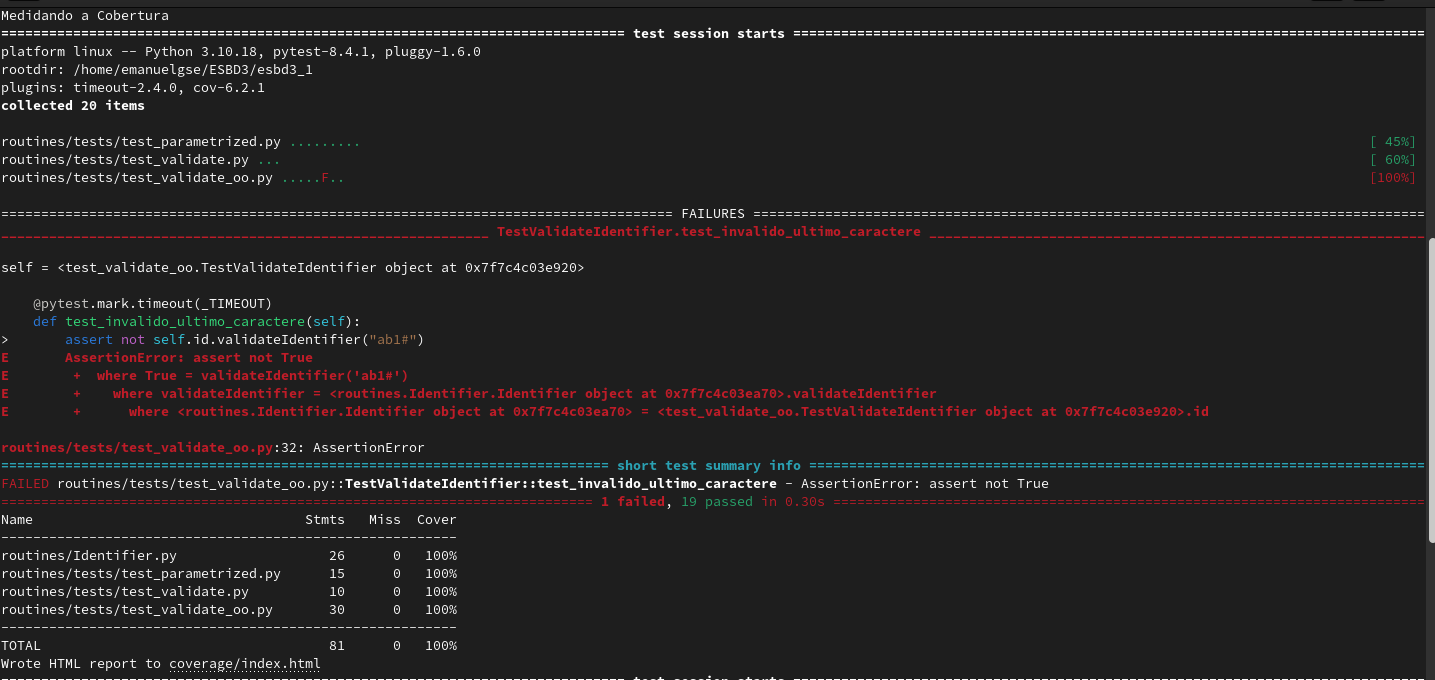 Medidando a Cobertura
============================================================================== test session starts ===============================================================================
platform linux -- Python 3.10.18, pytest-8.4.1, pluggy-1.6.0
rootdir: /home/emanuelgse/ESBD3/esbd3_1
plugins: timeout-2.4.0, cov-6.2.1
collected 20 items
routines/tests/test_parametrized.py ......... [ 45%]
routines/tests/test_validate.py ... [ 60%]
routines/tests/test_validate_oo.py .....F.. [100%]
==================================================================================== FAILURES ====================================================================================
_____________________________________________________________ TestValidateIdentifier.test_invalido_ultimo_caractere ______________________________________________________________
self = <test_validate_oo.TestValidateIdentifier object at 0x7f7c4c03e920>
@pytest.mark.timeout(_TIMEOUT)
def test_invalido_ultimo_caractere(self):
> assert not self.id.validateIdentifier("ab1#")
E AssertionError: assert not True
E + where True = validateIdentifier('ab1#')
E + where validateIdentifier = <routines.Identifier.Identifier object at 0x7f7c4c03ea70>.validateIdentifier
E + where <routines.Identifier.Identifier object at 0x7f7c4c03ea70> = <test_validate_oo.TestValidateIdentifier object at 0x7f7c4c03e920>.id
routines/tests/test_validate_oo.py:32: AssertionError
============================================================================ short test summary info =============================================================================
FAILED routines/tests/test_validate_oo.py::TestValidateIdentifier::test_invalido_ultimo_caractere - AssertionError: assert not True
========================================================================== 1 failed, 19 passed in 0.30s ==========================================================================
Name Stmts Miss Cover
---------------------------------------------------------
routines/Identifier.py 26 0 100%
routines/tests/test_parametrized.py 15 0 100%
routines/tests/test_validate.py 10 0 100%
routines/tests/test_validate_oo.py 30 0 100%
---------------------------------------------------------
TOTAL 81 0 100%
Wrote HTML report to coverage/index.html
============================================================================== test session starts ===============================================================================